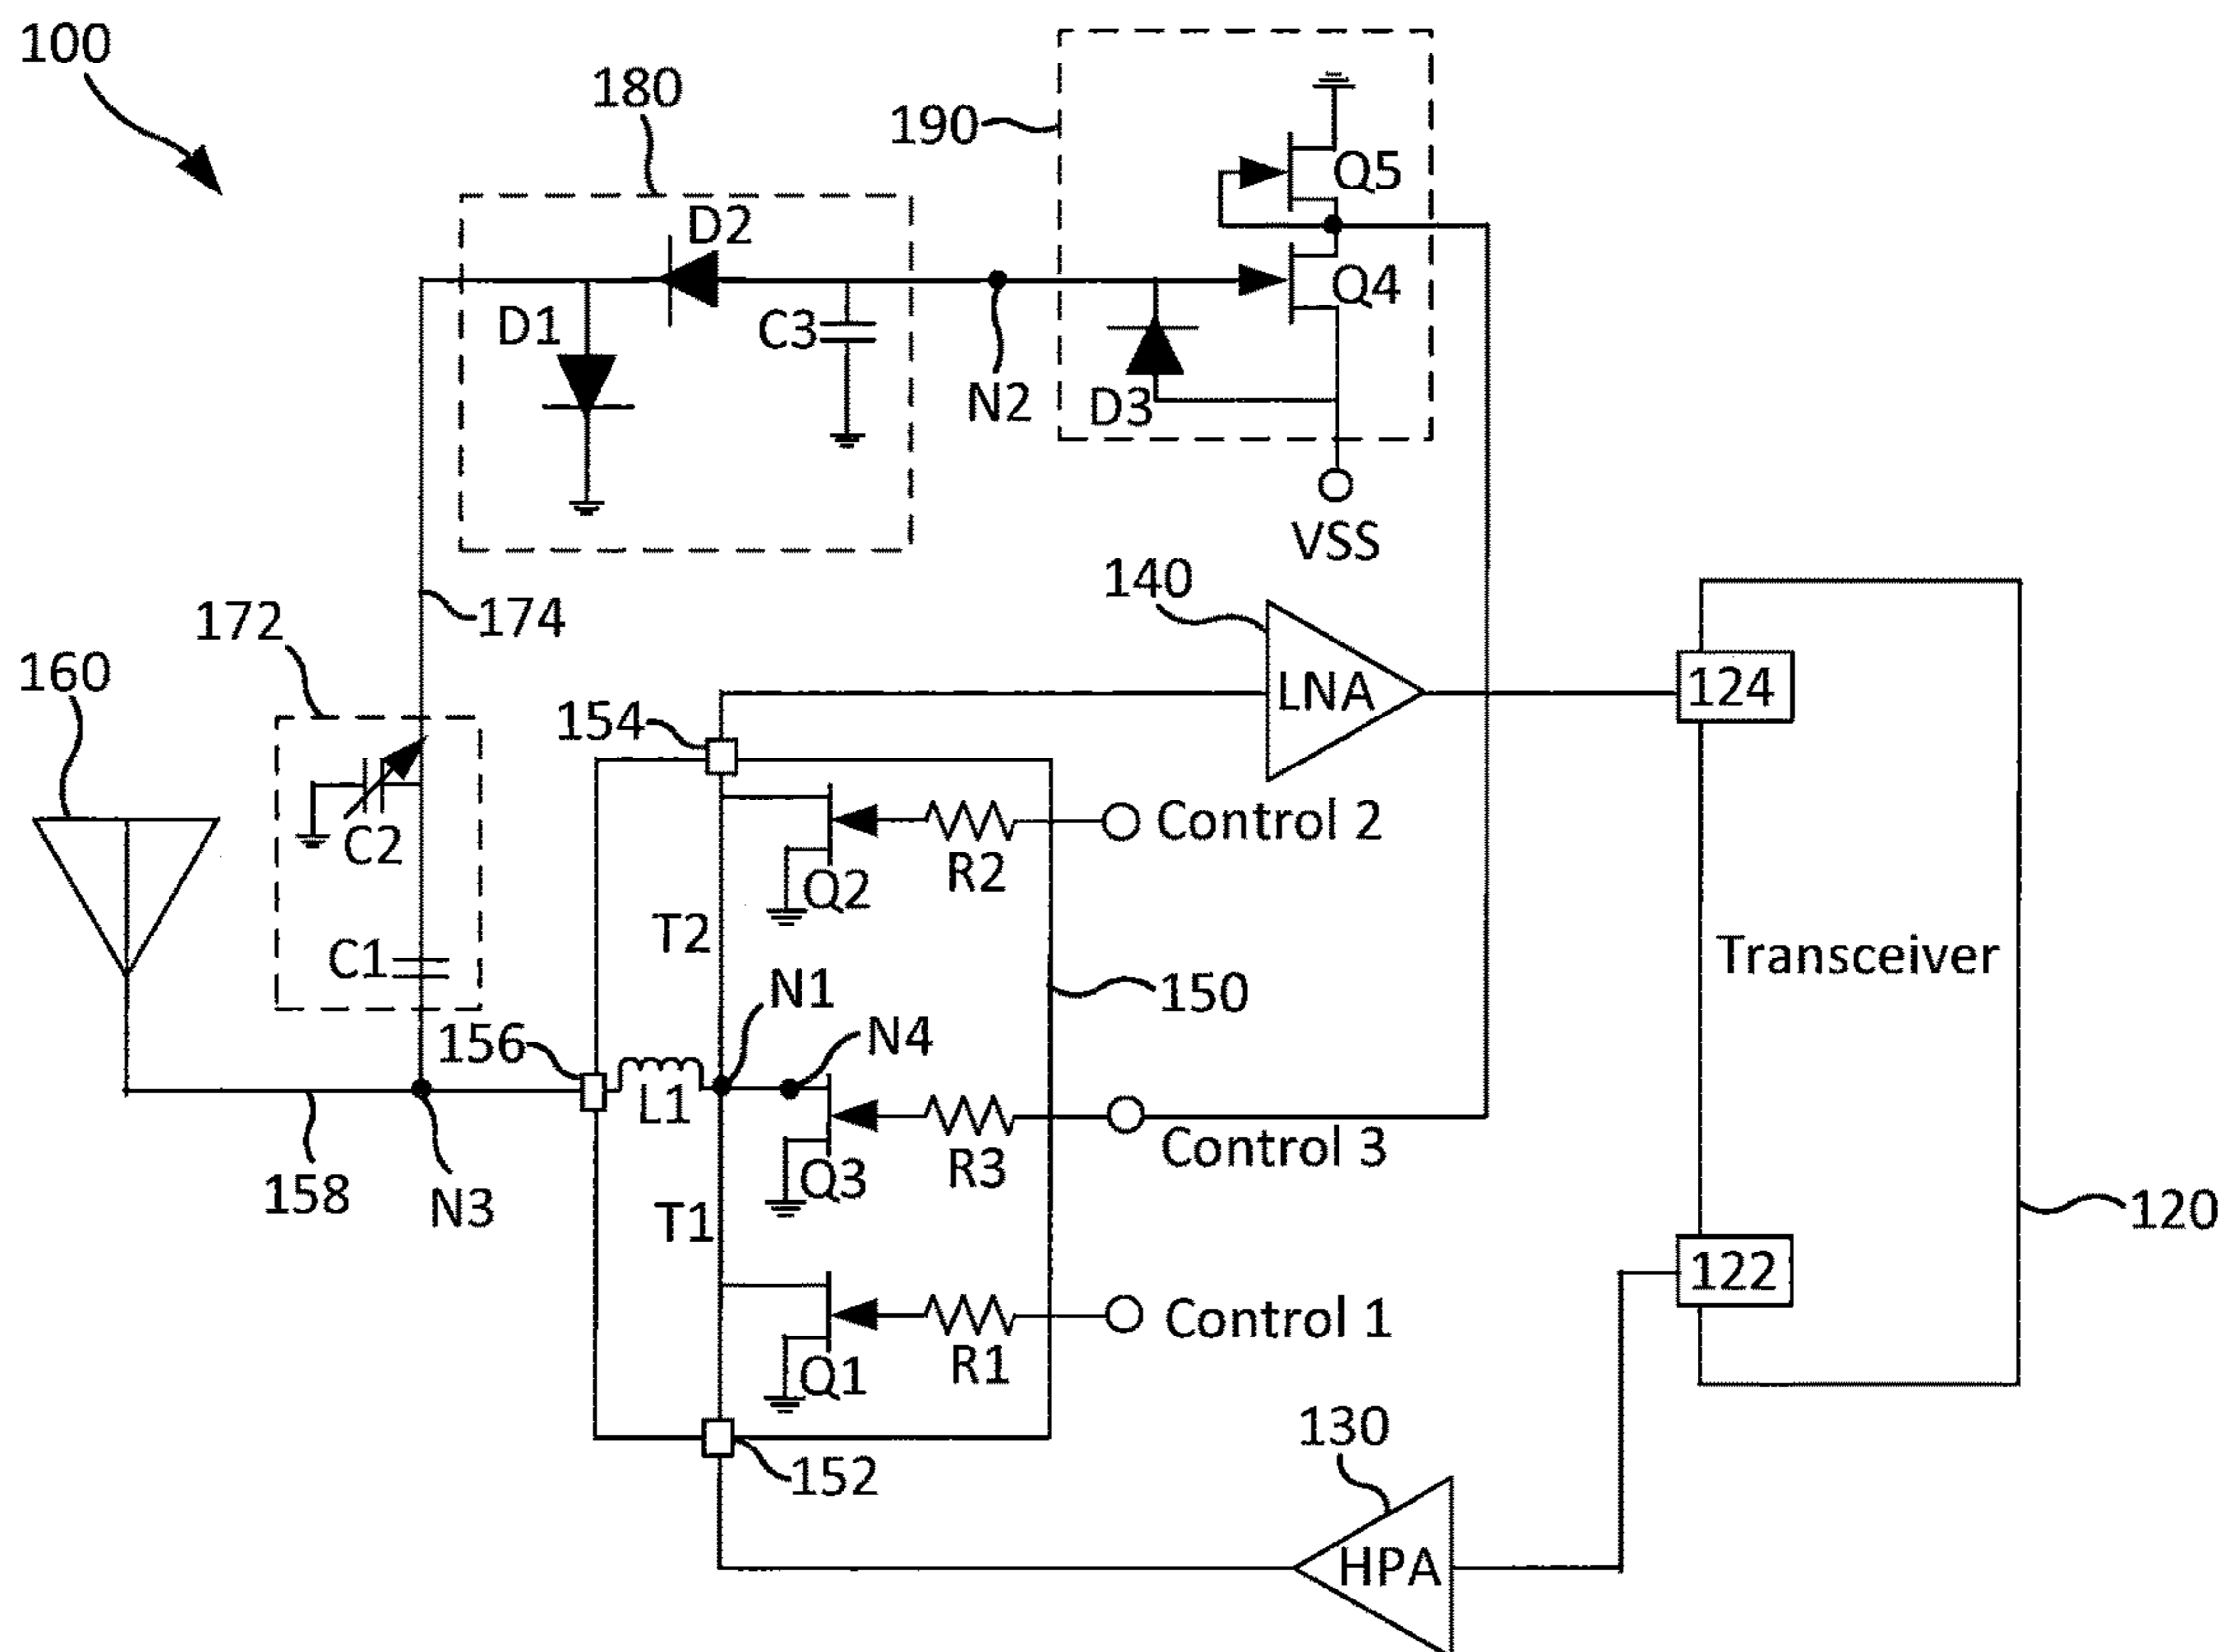 100
180
190
Q5
D2
Q4
D1
C3
N2
D3
VSS
140
172
174
160
LNA
124
154
Control 2
C2
Q2
R2
T2
Transceiver
C1
N1
150
N4
156
L1
Control 3
Q3
R3
158
N3
T1
120
122
Control 1
Q1
R1
130
152
HPA